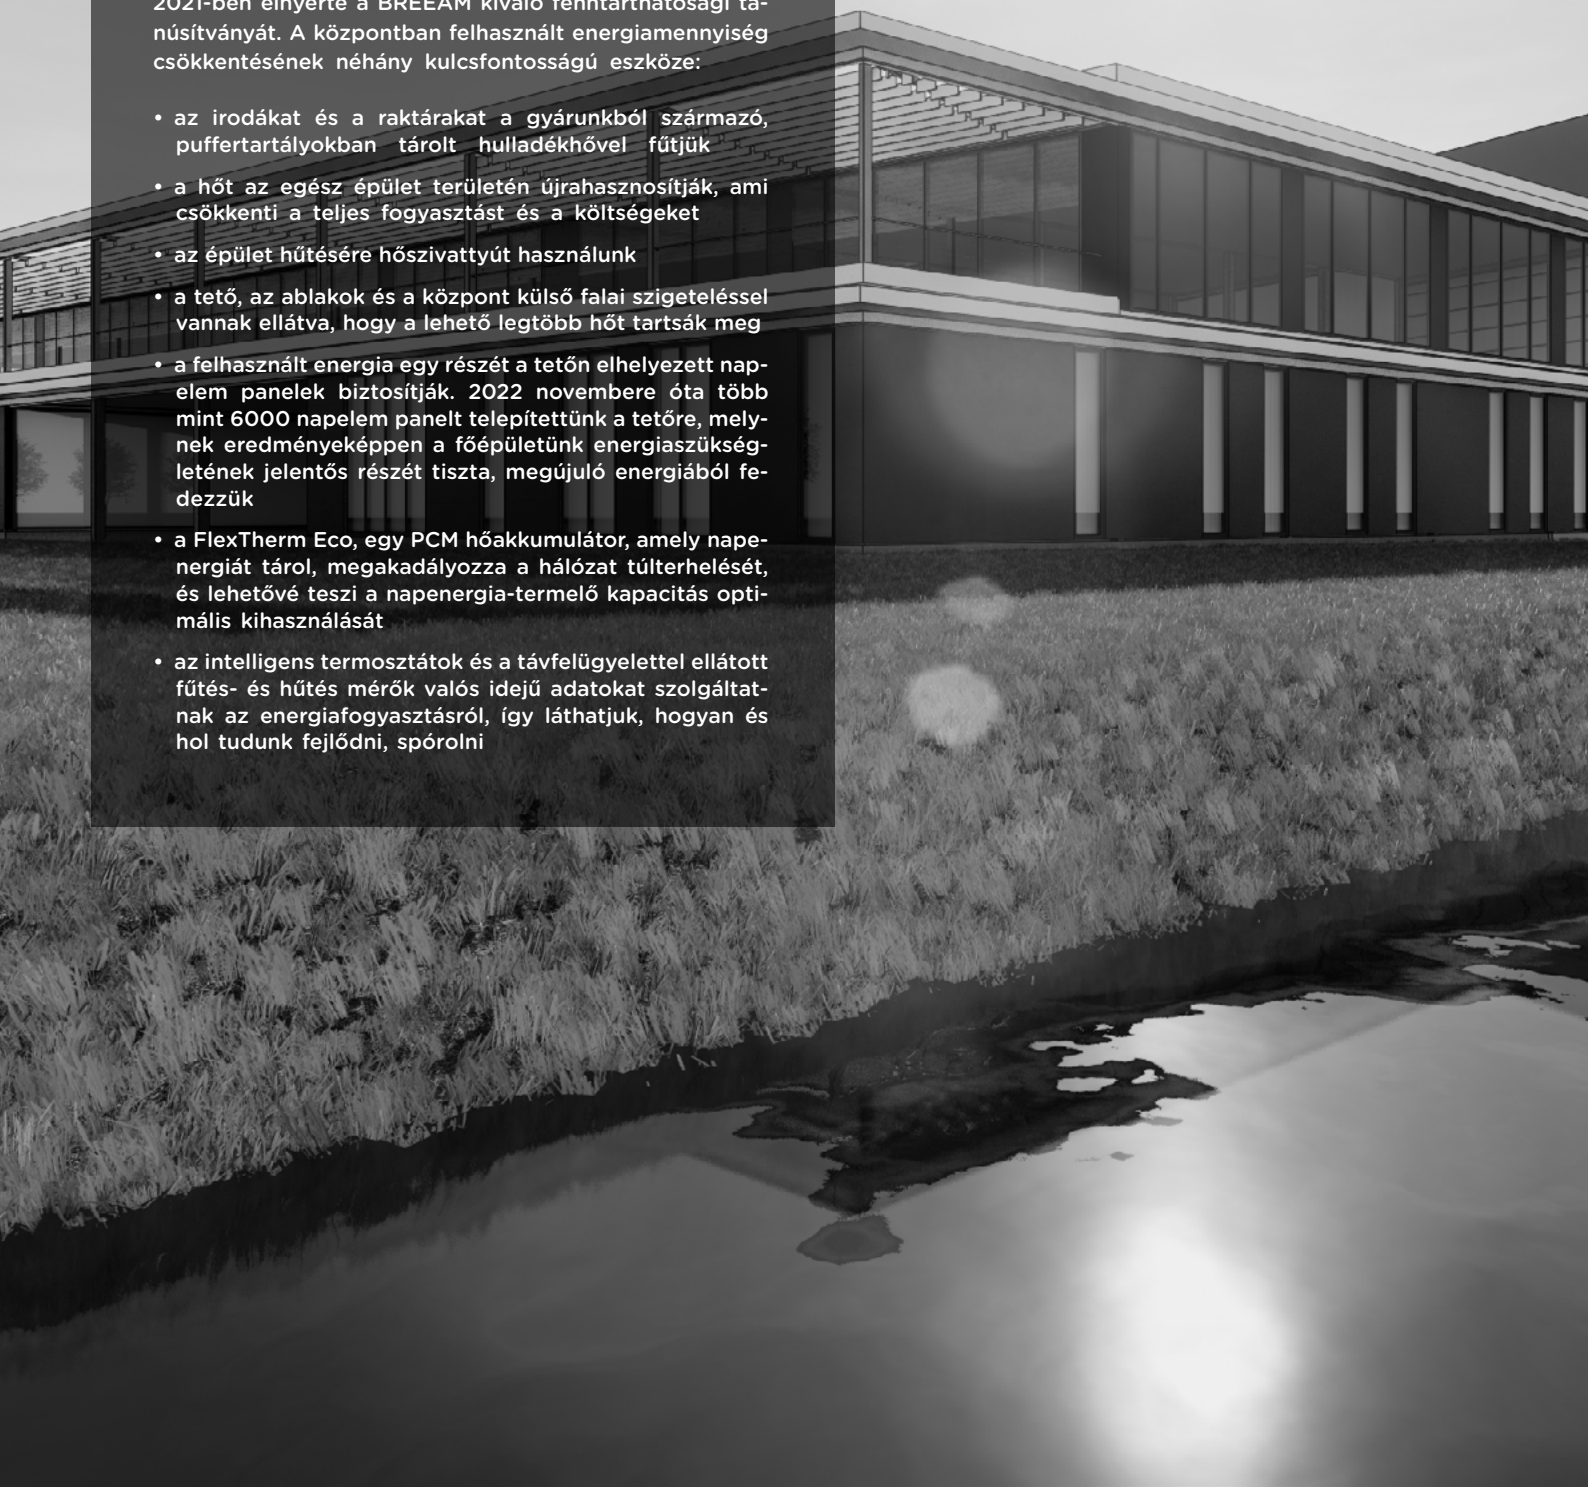 2021-ben elnyerte a BREEAM kiváló fenntarthatósági ta-
núsítványát. A központban felhasznált energiamennyiség
csökkentésének néhány kulcsfontosságú eszköze:
• az irodákat és a raktárakat a gyárunkból származó,
puffertartályokban tárolt hulladékhővel fűtjük
• a hőt az egész épület területén újrahasznosítják, ami
csökkenti a teljes fogyasztást és a költségeket
• az épület hűtésére hőszivattyút használunk
• a tető, az ablakok és a központ külső falai szigeteléssel
vannak ellátva, hogy a lehető legtöbb hőt tartsák meg
• a felhasznált energia egy részét a tetőn elhelyezett nap-
elem panelek biztosítják. 2022 novembere óta több
mint 6000 napelem panelt telepítettünk a tetőre, mely-
nek eredményeképpen a főépületünk energiaszükség-
letének jelentős részét tiszta, megújuló energiából fe-
dezzük
• a FlexTherm Eco, egy PCM hőakkumulátor, amely nape-
nergiát tárol, megakadályozza a hálózat túlterhelését,
és lehetővé teszi a napenergia-termelő kapacitás opti-
mális kihasználását
• az intelligens termosztátok és a távfelügyelettel ellátott
fűtés- és hűtés mérők valós idejű adatokat szolgáltat-
nak az energiafogyasztásról, így láthatjuk, hogyan és
hol tudunk fejlődni, spórolni